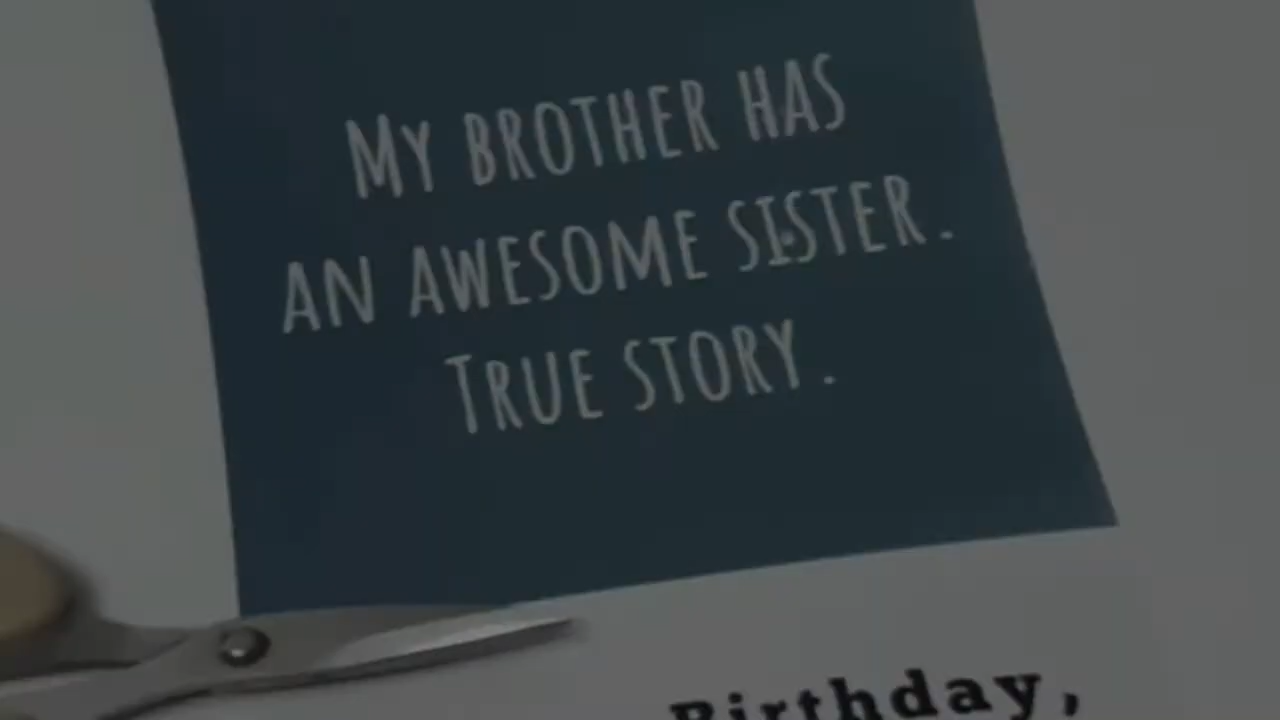 My brother has
an awesome sister.
True story.
Birthday,